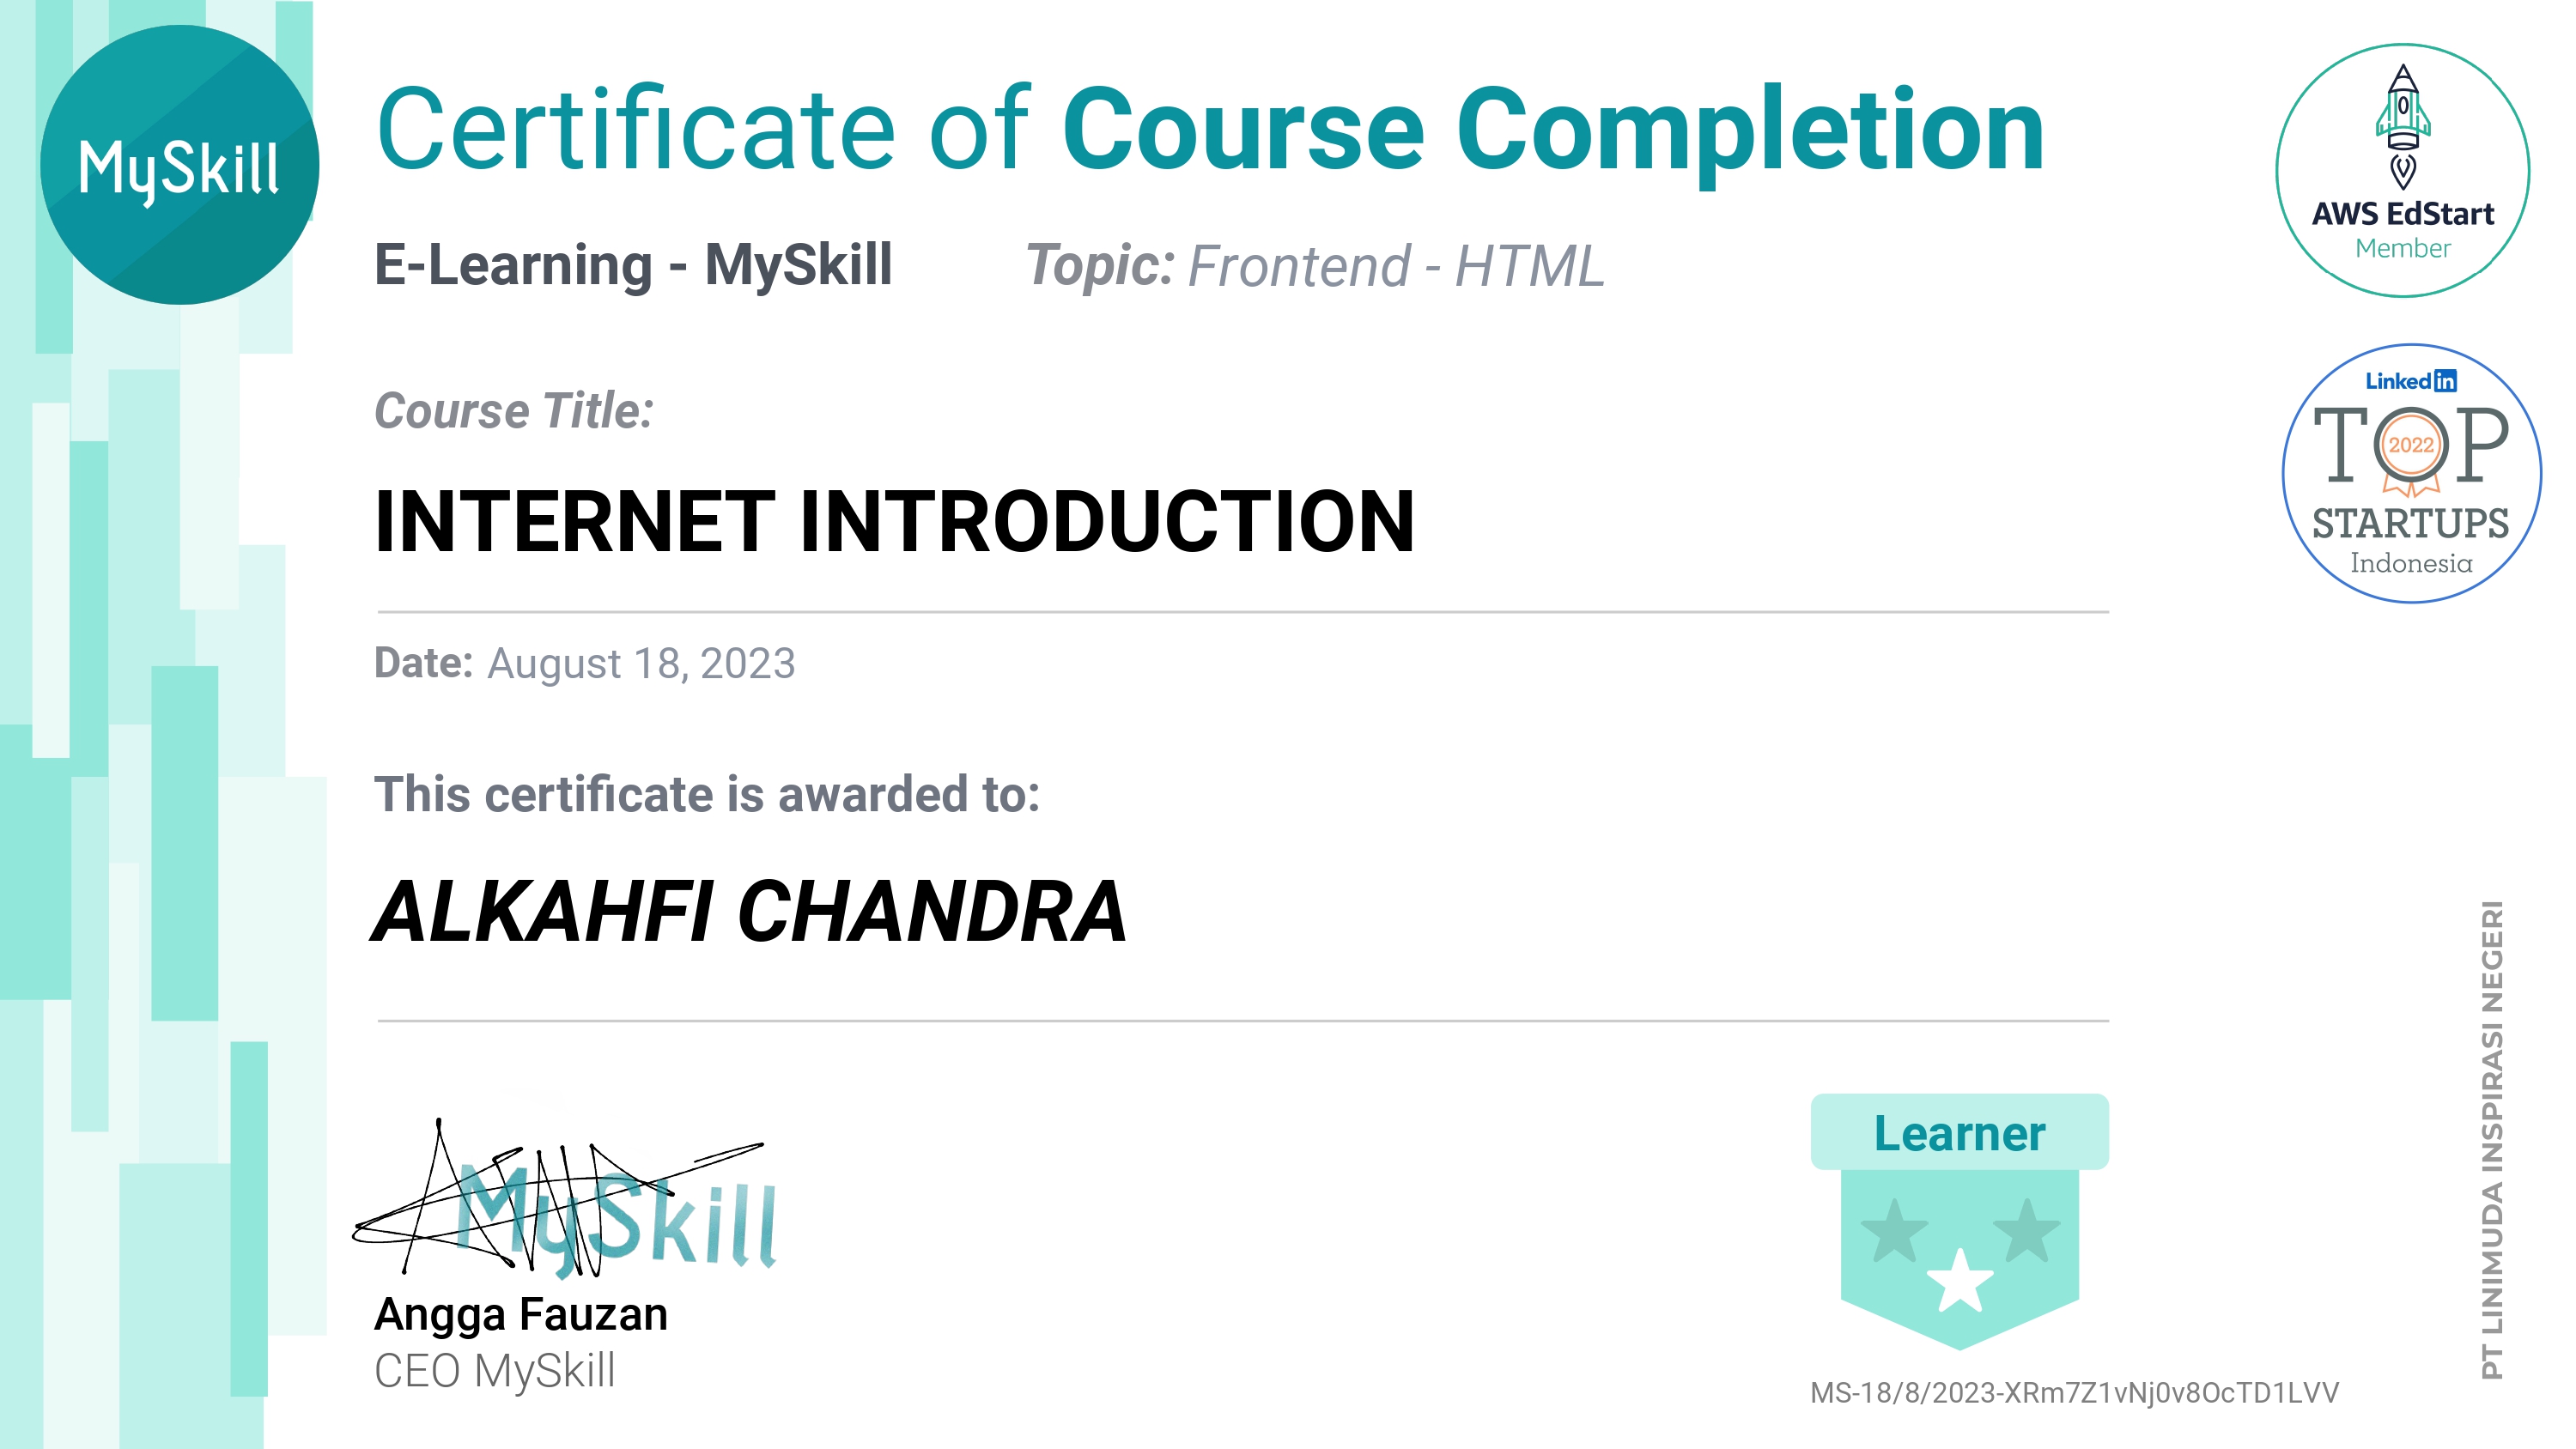 MySkill
Certificate of Course Completion
E-Learning - MySkill
Topic: Frontend - HTML
AWS EdStart
Member
Course Title:
INTERNET INTRODUCTION
Linked in
TOP
2022
STARTUPS
Indonesia
Date: August 18, 2023
This certificate is awarded to:
ALKAHFI CHANDRA
MySkill
Angga Fauzan
CEO MySkill
Learner
MS-18/8/2023-XRm7Z1vNj0v8OcTD1LVV
PT LINIMUDA INSPIRASI NEGERI